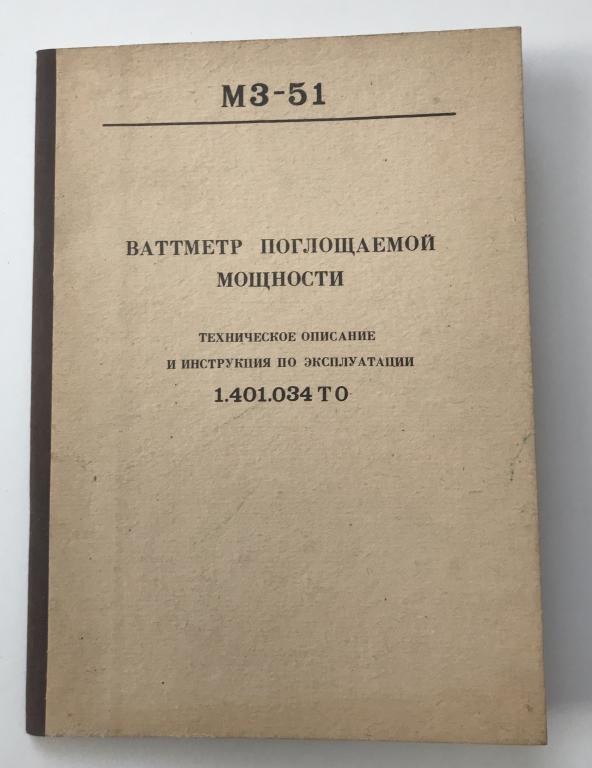 М3-51
ВАТТМЕТР ПОГЛОЩАЕМОЙ
МОЩНОСТИ
ТЕХНИЧЕСКОЕ ОПИСАНИЕ
И ИНСТРУКЦИЯ ПО ЭКСПЛУАТАЦИИ
1.401.034 ТО